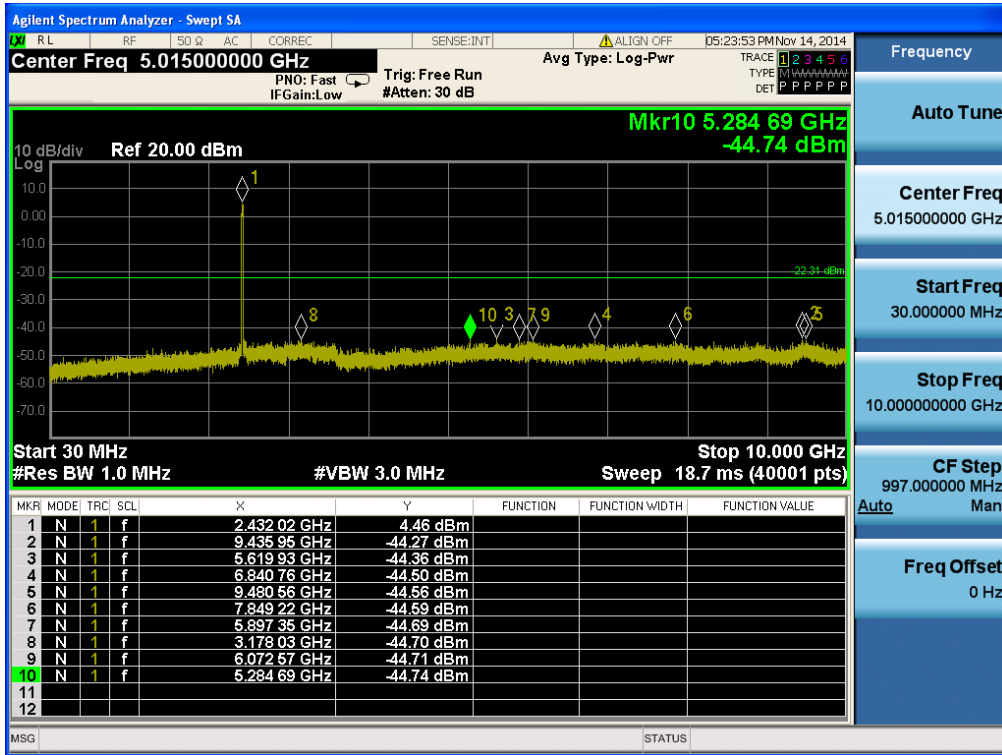 Agilent Spectrum Analyzer - Swept SA
LXI RL RF 50 Ω AC CORREC SENSE:INT ALIGN OFF 05:23:53 PM Nov 14, 2014
Center Freq 5.015000000 GHz
PNO: Fast
IFGain:Low
Trig: Free Run
#Atten: 30 dB
Avg Type: Log-Pwr
TRACE 1 2 3 4 5 6
TYPE M
DET P P P P P P
Mkr10 5.284 69 GHz
-44.74 dBm
10 dB/div Ref 20.00 dBm
Log
10.0
0.00
-10.0
-20.0
-30.0
-40.0
-50.0
-60.0
-70.0
-22.31 dBm
1
8
10 3 7 9
4
6
2 5
Start 30 MHz Stop 10.000 GHz
#Res BW 1.0 MHz #VBW 3.0 MHz Sweep 18.7 ms (40001 pts)
MKR MODE TRC SCL X Y FUNCTION FUNCTION WIDTH FUNCTION VALUE
1 N 1 f 2.432 02 GHz 4.46 dBm
2 N 1 f 9.435 95 GHz -44.27 dBm
3 N 1 f 5.619 93 GHz -44.36 dBm
4 N 1 f 6.840 76 GHz -44.50 dBm
5 N 1 f 9.480 56 GHz -44.56 dBm
6 N 1 f 7.849 22 GHz -44.59 dBm
7 N 1 f 5.897 35 GHz -44.69 dBm
8 N 1 f 3.178 03 GHz -44.70 dBm
9 N 1 f 6.072 57 GHz -44.71 dBm
10 N 1 f 5.284 69 GHz -44.74 dBm
11
12
MSG STATUS
Frequency
Auto Tune
Center Freq
5.015000000 GHz
Start Freq
30.000000 MHz
Stop Freq
10.000000000 GHz
CF Step
997.000000 MHz
Auto Man
Freq Offset
0 Hz